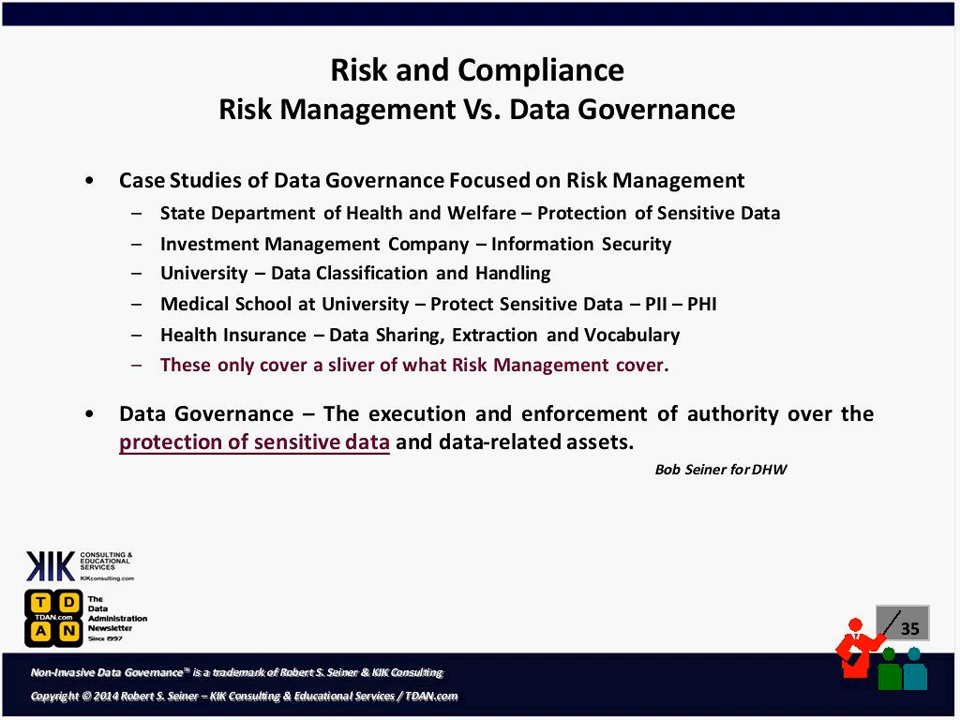 Risk and Compliance
Risk Management Vs. Data Governance
• Case Studies of Data Governance Focused on Risk Management
– State Department of Health and Welfare – Protection of Sensitive Data
– Investment Management Company – Information Security
– University – Data Classification and Handling
– Medical School at University – Protect Sensitive Data – PII – PHI
– Health Insurance – Data Sharing, Extraction and Vocabulary
– These only cover a sliver of what Risk Management cover.
• Data Governance – The execution and enforcement of authority over the
protection of sensitive data and data-related assets.
Bob Seiner for DHW
KIK CONSULTING &
EDUCATIONAL
SERVICES
KIKconsulting.com
T D
TDAN.com
A N
The
Data
Administration
Newsletter
Since 1997
35
Non-Invasive Data Governance™ is a trademark of Robert S. Seiner & KIK Consulting
Copyright © 2014 Robert S. Seiner – KIK Consulting & Educational Services / TDAN.com